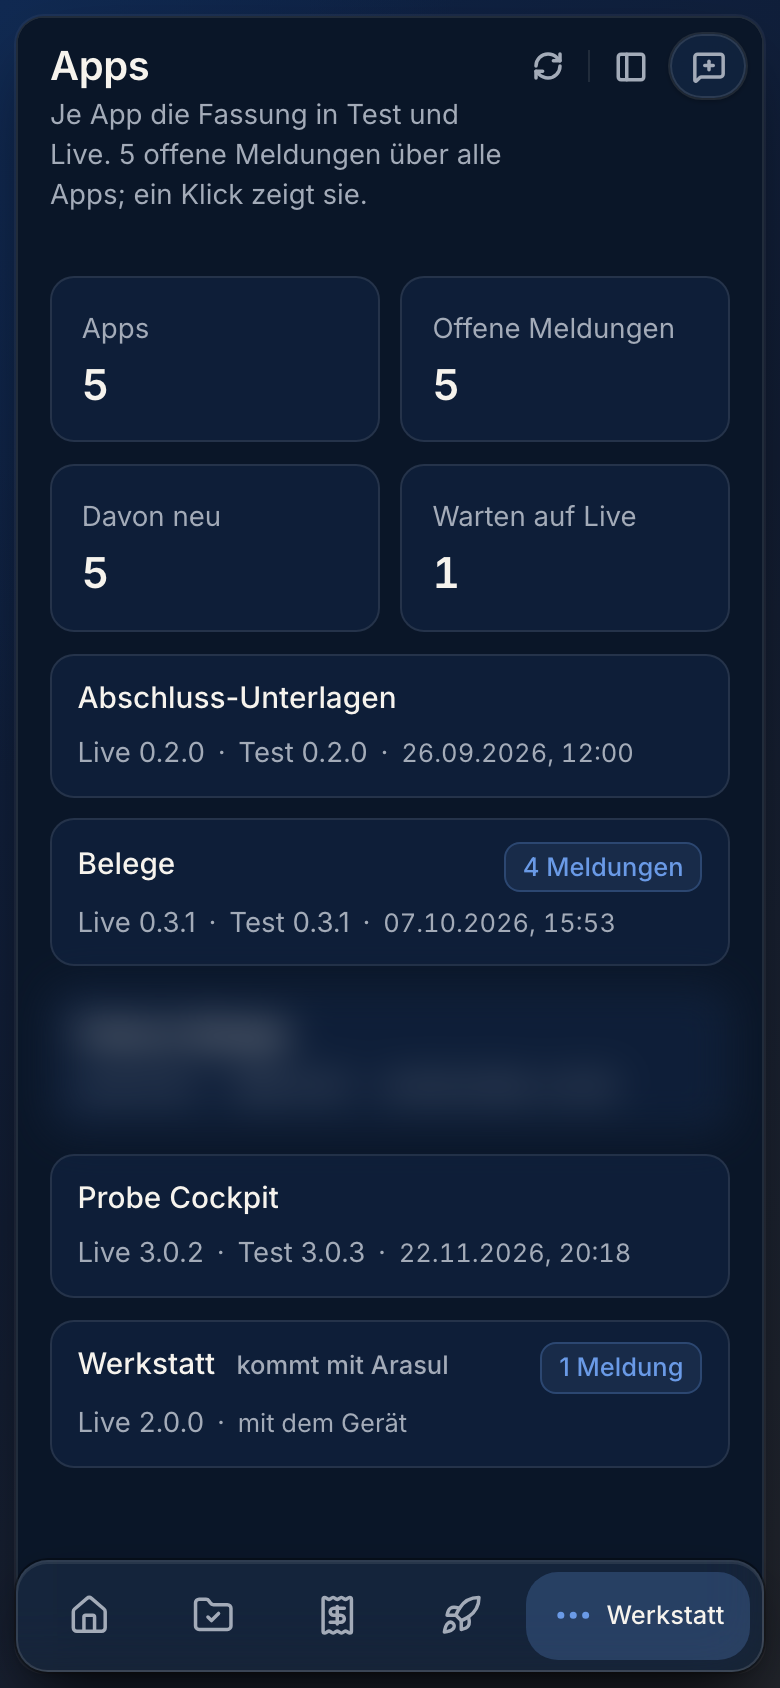 Apps
Je App die Fassung in Test und
Live. 5 offene Meldungen über alle
Apps; ein Klick zeigt sie.
Apps
5
Offene Meldungen
5
Davon neu
5
Warten auf Live
1
Abschluss-Unterlagen
Live 0.2.0 · Test 0.2.0 · 26.09.2026, 12:00
Belege
4 Meldungen
Live 0.3.1 · Test 0.3.1 · 07.10.2026, 15:53
Probe Cockpit
Live 3.0.2 · Test 3.0.3 · 22.11.2026, 20:18
Werkstatt kommt mit Arasul
1 Meldung
Live 2.0.0 · mit dem Gerät
Werkstatt